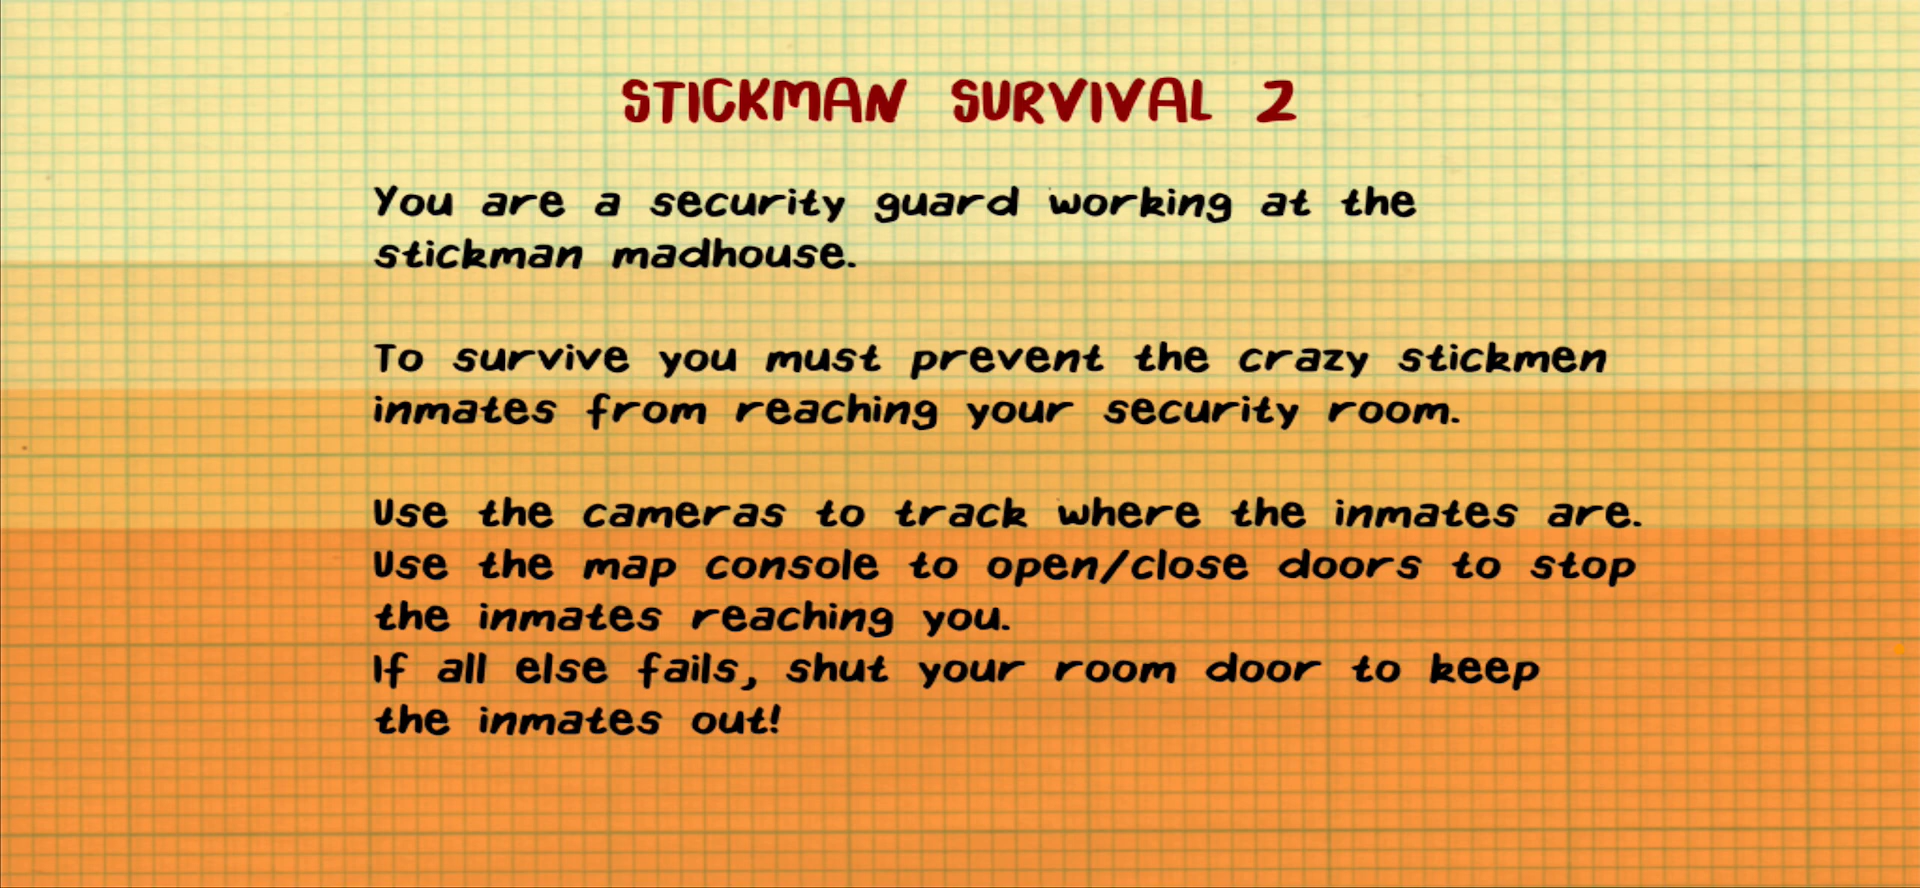 STICKMAN SURVIVAL 2
You are a security guard working at the
stickman madhouse.
To survive you must prevent the crazy stickmen
inmates from reaching your security room.
Use the cameras to track where the inmates are.
Use the map console to open/close doors to stop
the inmates reaching you.
If all else fails, shut your room door to keep
the inmates out!